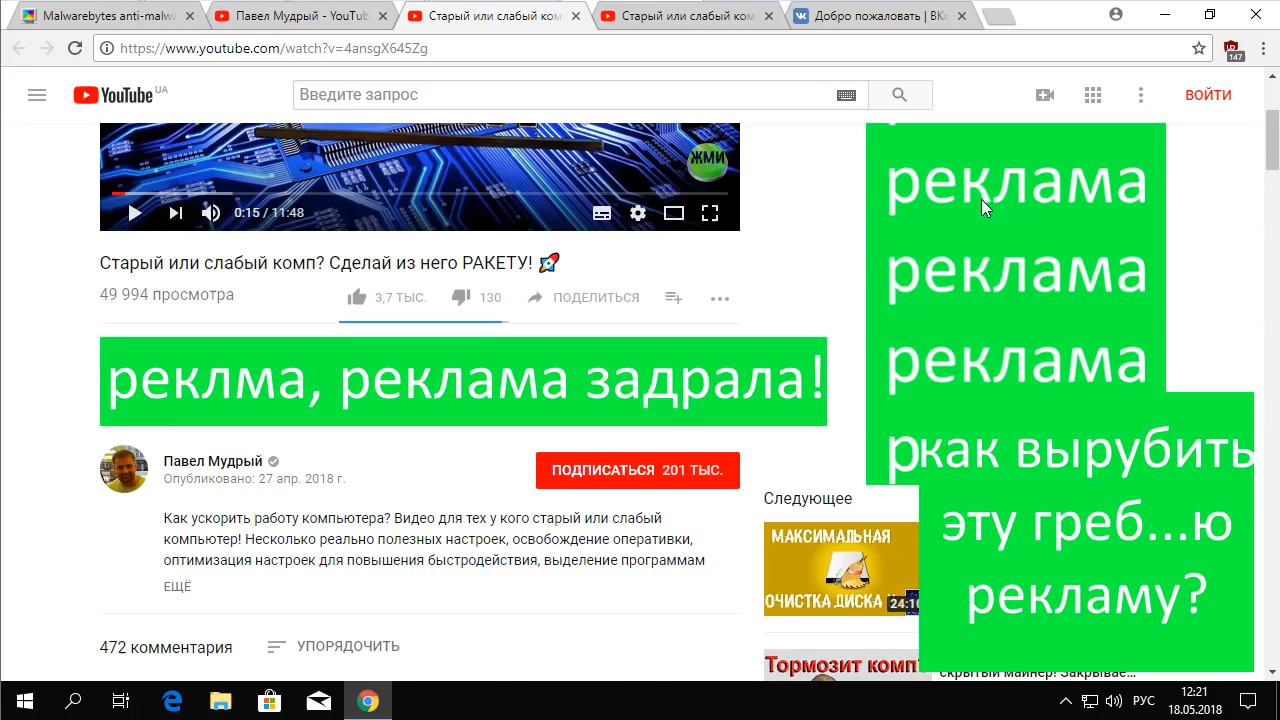 Malwarebytes anti-malwa
Павел Мудрый - YouTub
Старый или слабый ком
Старый или слабый ком
Добро пожаловать | ВКо
https://www.youtube.com/watch?v=4ansgX645Zg
147
YouTube UA
Введите запрос
ВОЙТИ
ЖМИ
0:15 / 11:48
Старый или слабый комп? Сделай из него РАКЕТУ!
49 994 просмотра
3,7 ТЫС.
130
ПОДЕЛИТЬСЯ
реклма, реклама задрала!
Павел Мудрый
Опубликовано: 27 апр. 2018 г.
ПОДПИСАТЬСЯ 201 ТЫС.
Как ускорить работу компьютера? Видео для тех у кого старый или слабый
компьютер! Несколько реально полезных настроек, освобождение оперативки,
оптимизация настроек для повышения быстродействия, выделение программам
ЕЩЁ
472 комментария
УПОРЯДОЧИТЬ
реклама
реклама
реклама
р
как вырубить
эту греб...ю
рекламу?
Следующее
МАКСИМАЛЬНАЯ
ОЧИСТКА ДИСКА
24:10
Тормозит комп?
скрытый майнер! Закрывае...
РУС
12:21
18.05.2018